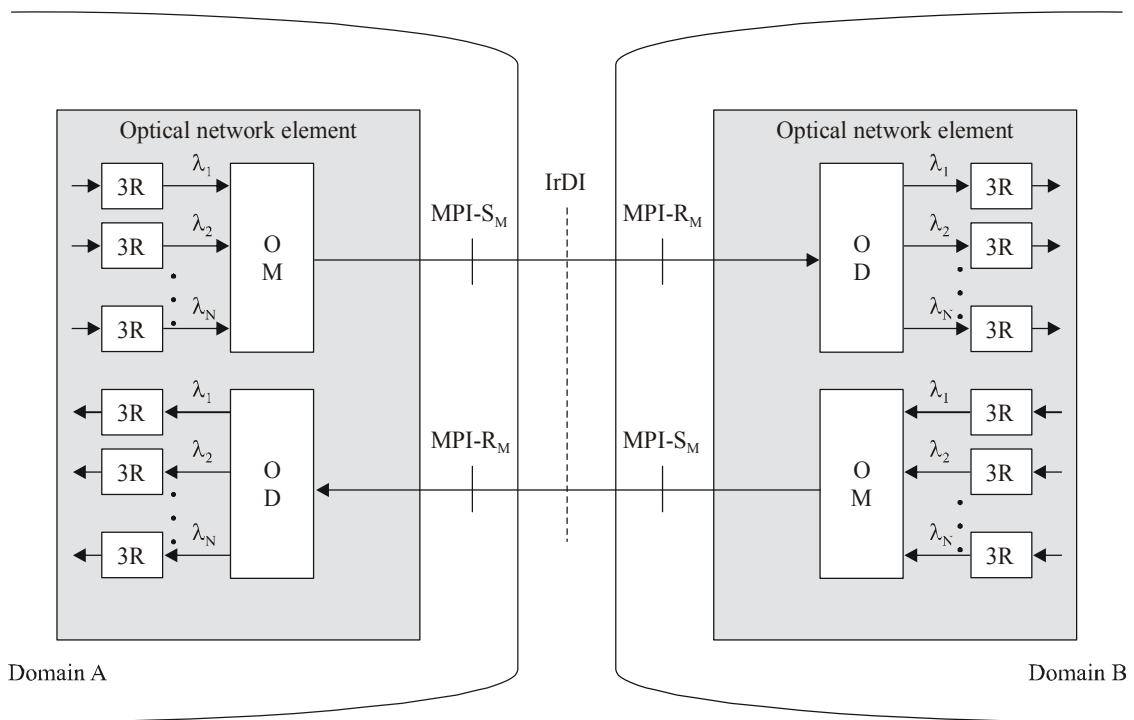 Optical network element
3R λ1
3R λ2
3R λN
O
M
MPI-SM
IrDI
MPI-RM
Optical network element
O
D
λ1 3R
λ2 3R
λN 3R
3R λ1
3R λ2
3R λN
O
D
MPI-RM
MPI-SM
O
M
λ1 3R
λ2 3R
λN 3R
Domain A
Domain B